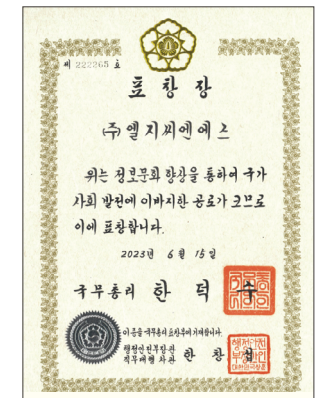 제 222265 호
표 창 장
(주)엘지씨엔에스
위는 정보문화 향상을 통하여 국가
사회 발전에 이바지한 공로가 크므로
이에 표창합니다.
2023년 6월 15일
국무총리 한 덕 수
이 증을 국무총리 표창부에 기재합니다.
행정안전부장관
직무대행 차관 한 창 섭